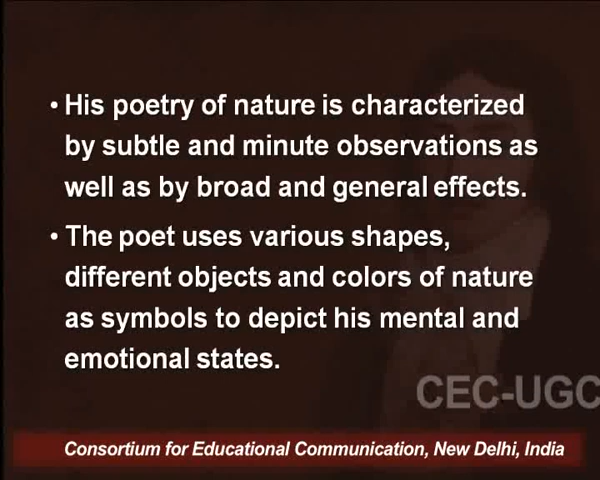 • His poetry of nature is characterized
by subtle and minute observations as
well as by broad and general effects.
• The poet uses various shapes,
different objects and colors of nature
as symbols to depict his mental and
emotional states.
CEC-UGC
Consortium for Educational Communication, New Delhi, India